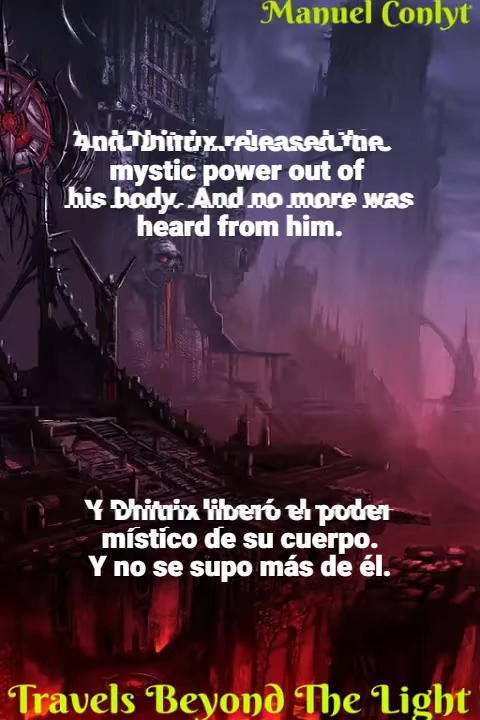 Manuel Conlyt
And Dhitrix released the
mystic power out of
his body. And no more was
heard from him.
Y Dhitrix liberó el poder
místico de su cuerpo.
Y no se supo más de él.
Travels Beyond The Light